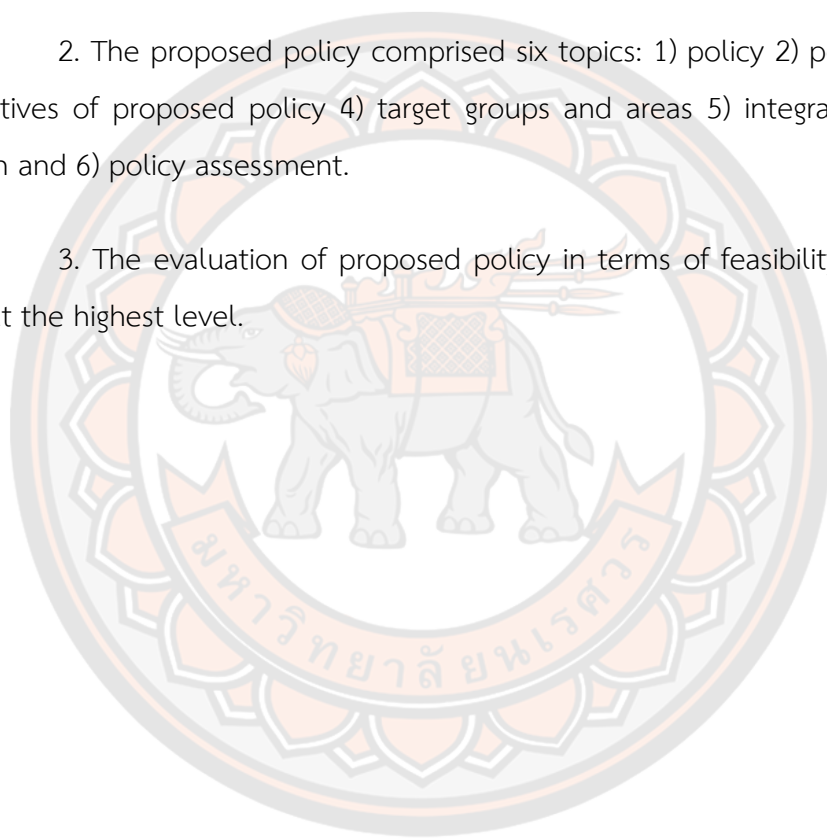 2. The proposed policy comprised six topics: 1) policy 2) p
tives of proposed policy 4) target groups and areas 5) integra
n and 6) policy assessment.
3. The evaluation of proposed policy in terms of feasibilit
t the highest level.
มหาวิทยาลัยนเรศวร